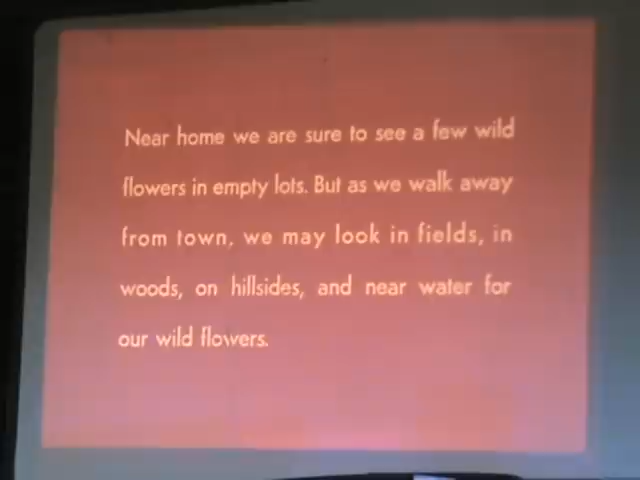 Near home we are sure to see a few wild
flowers in empty lots. But as we walk away
from town, we may look in fields, in
woods, on hillsides, and near water for
our wild flowers.